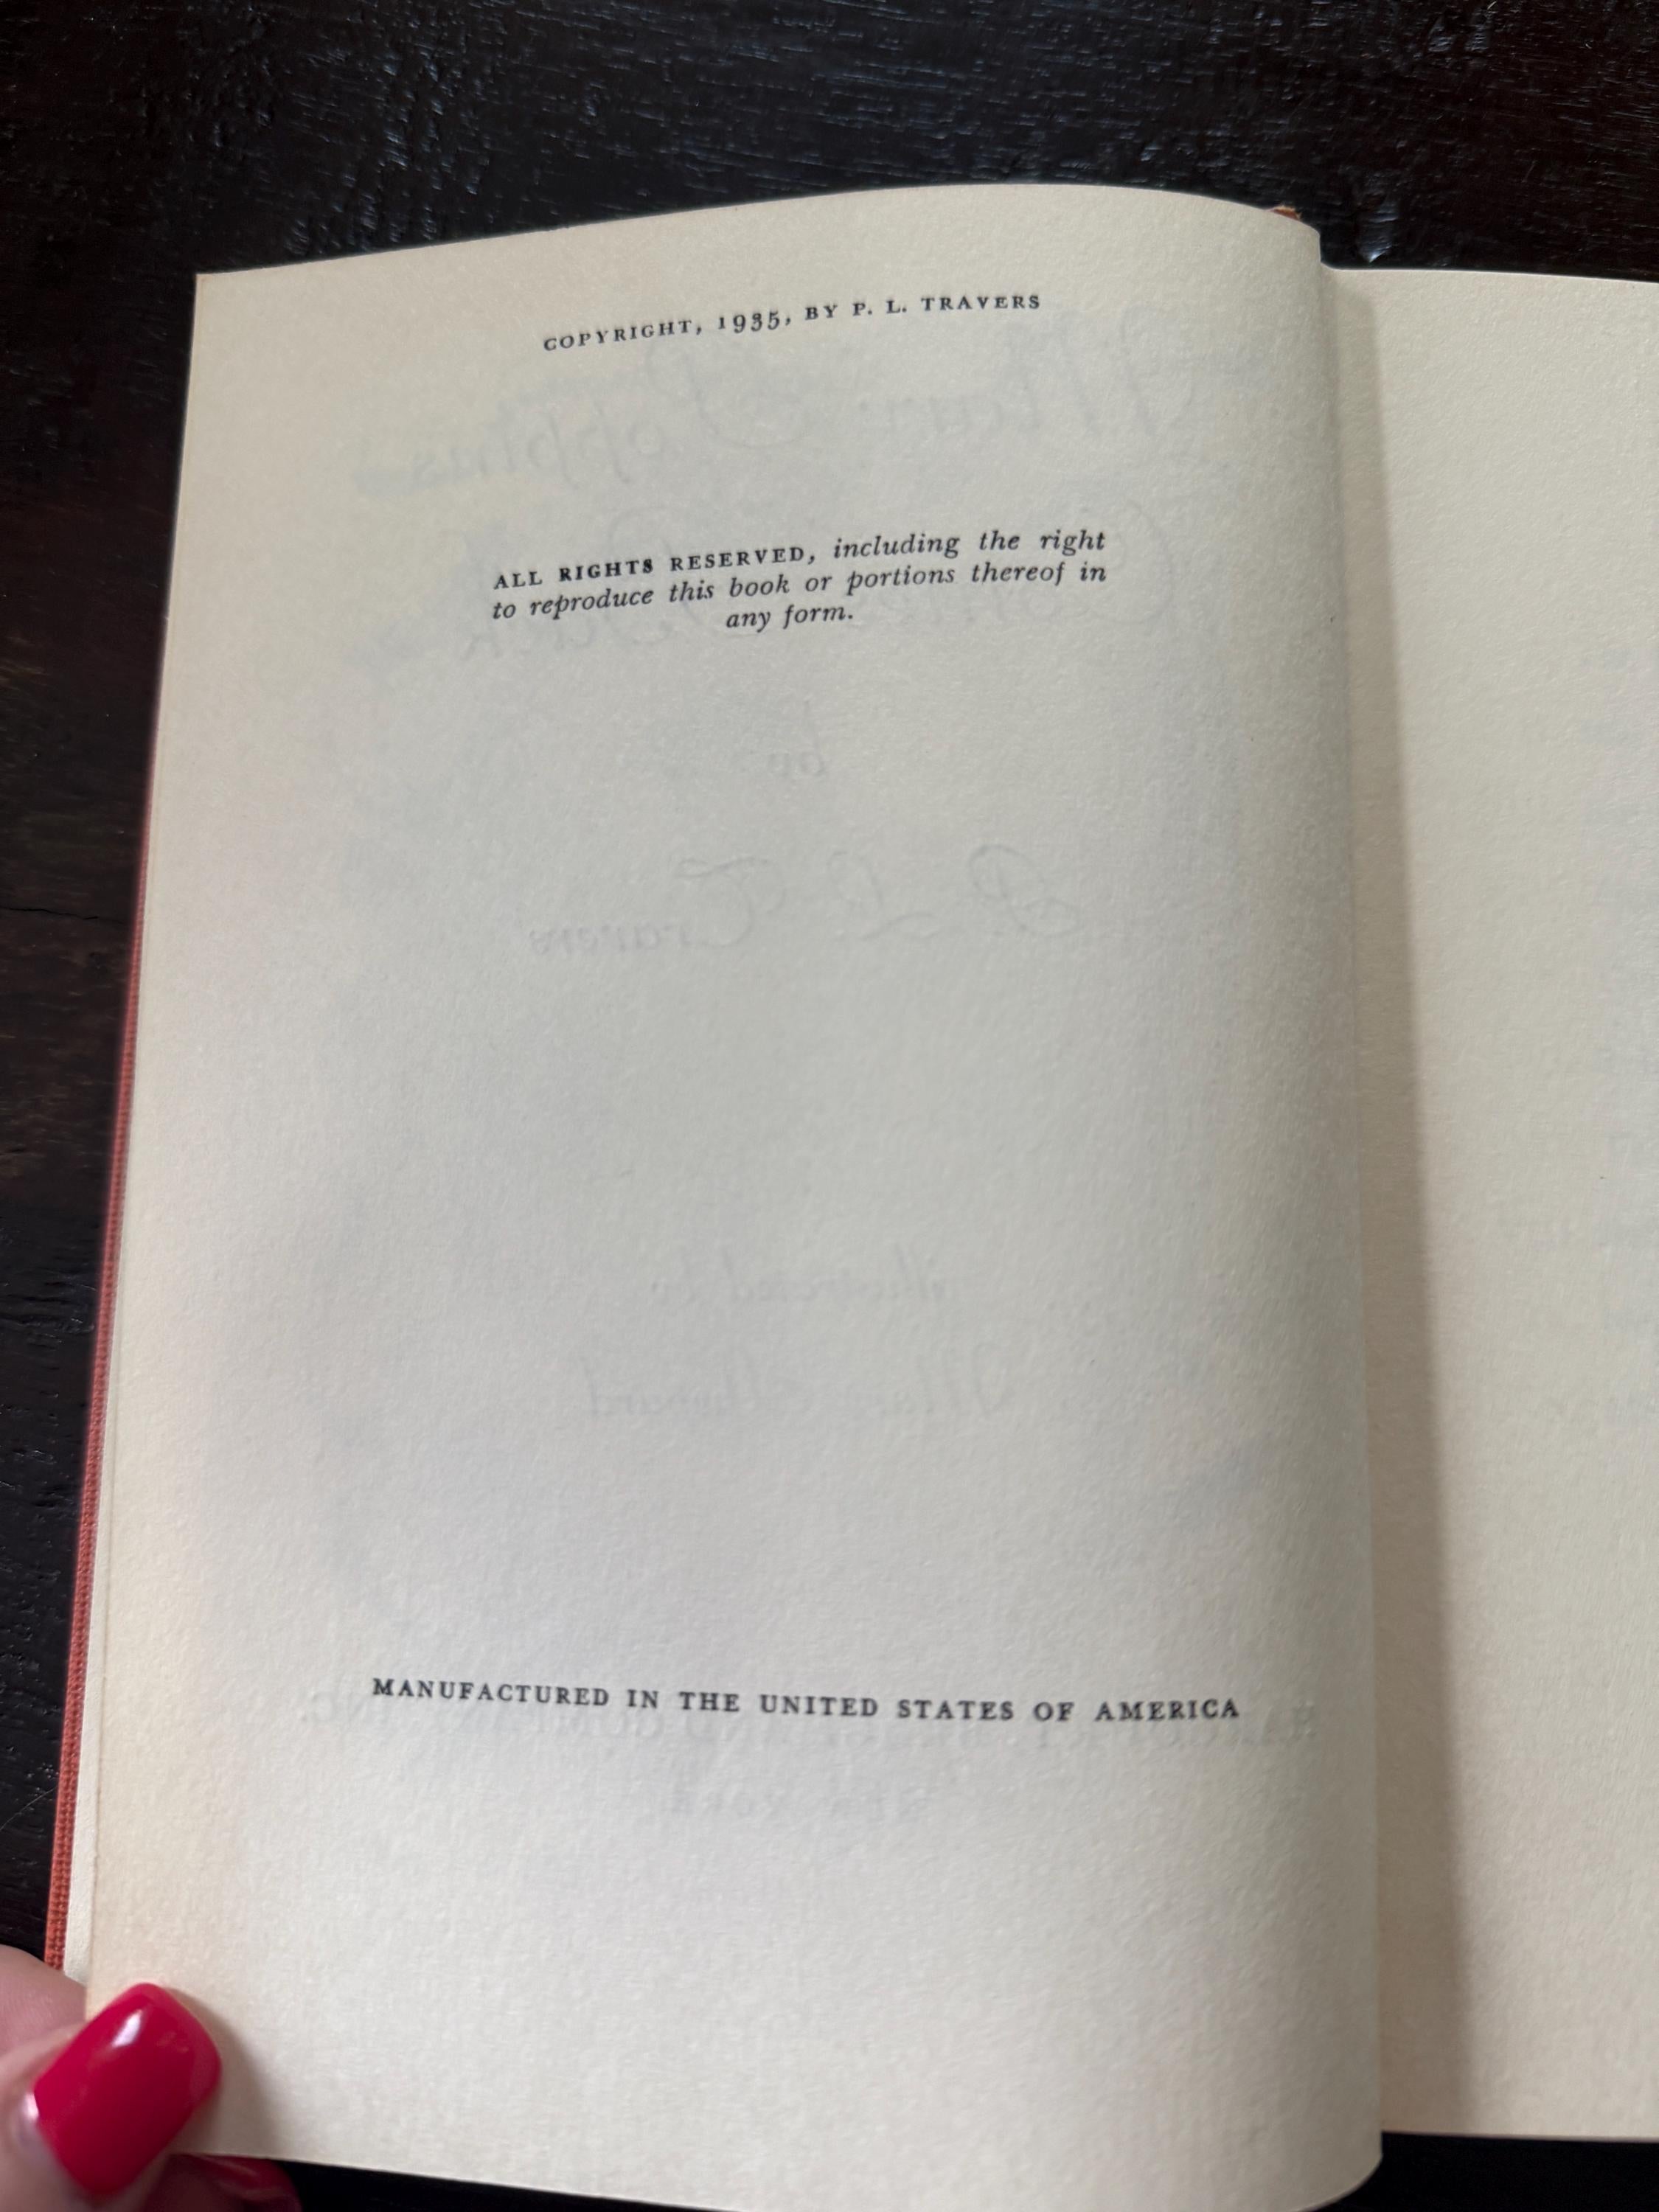 COPYRIGHT, 1935, BY P. L. TRAVERS
ALL RIGHTS RESERVED, including the right
to reproduce this book or portions thereof in
any form.
MANUFACTURED IN THE UNITED STATES OF AMERICA